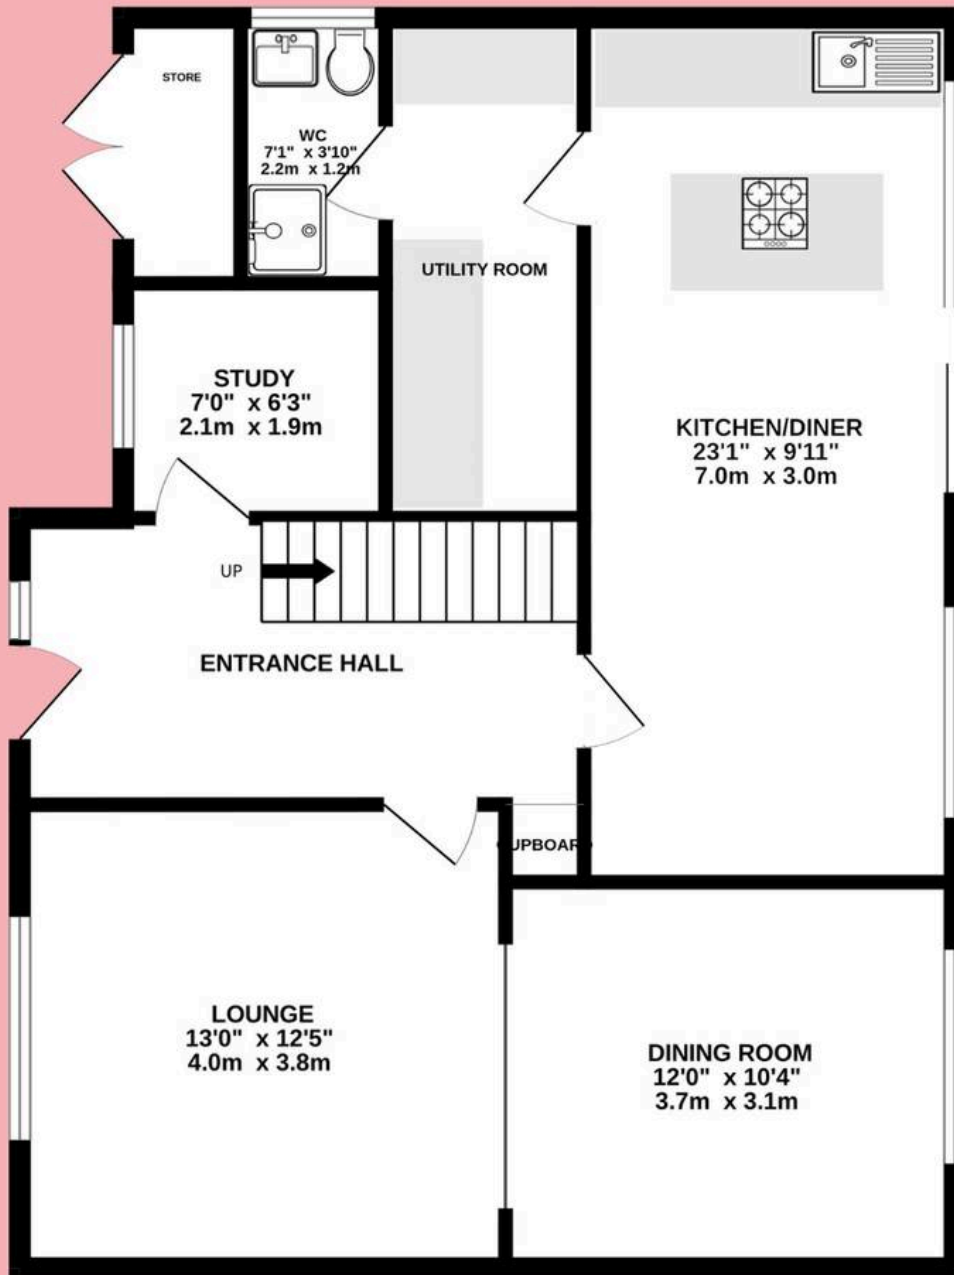 STORE
WC
7'1" x 3'10"
2.2m x 1.2m
UTILITY ROOM
STUDY
7'0" x 6'3"
2.1m x 1.9m
KITCHEN/DINER
23'1" x 9'11"
7.0m x 3.0m
UP
ENTRANCE HALL
CUPBOARD
LOUNGE
13'0" x 12'5"
4.0m x 3.8m
DINING ROOM
12'0" x 10'4"
3.7m x 3.1m